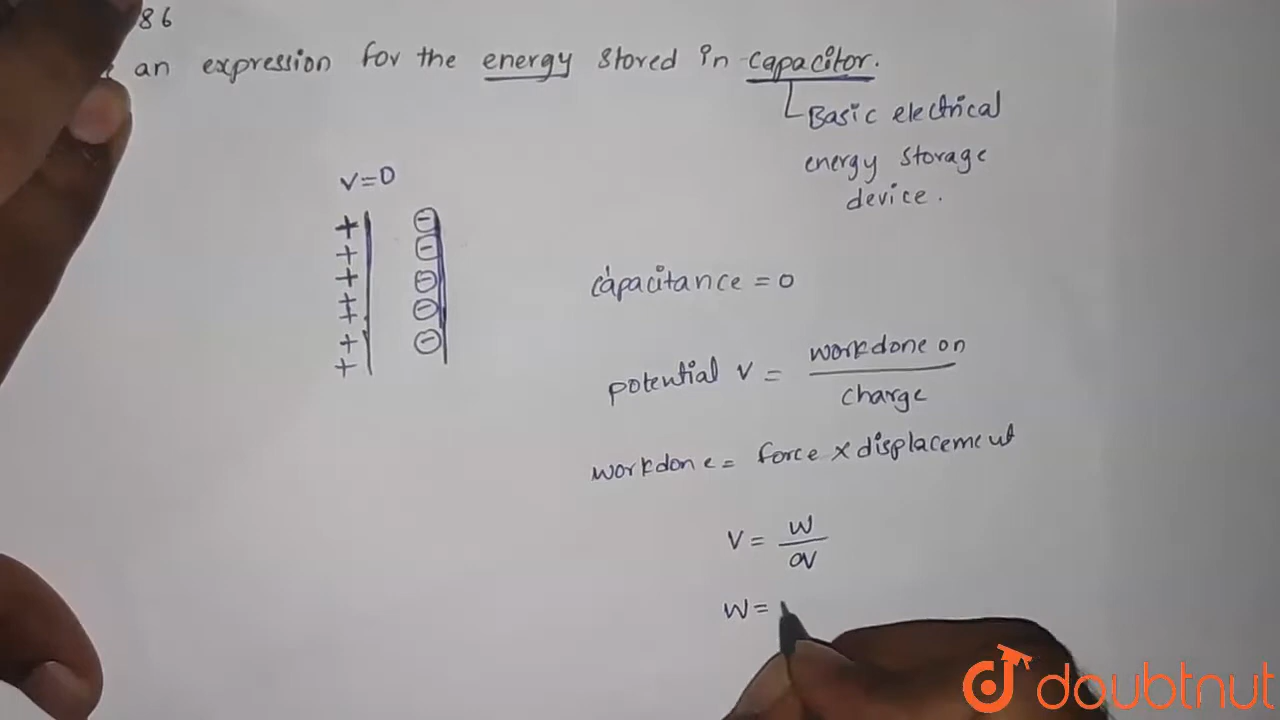 86
an expression for the energy stored in capacitor.
Basic electrical
energy storage
device.
V=0
+ -
+ -
+ -
+ -
+ -
+
capacitance = 0
potential V = workdone on
charge
workdone = force x displacement
V = W
W =
doubtnut